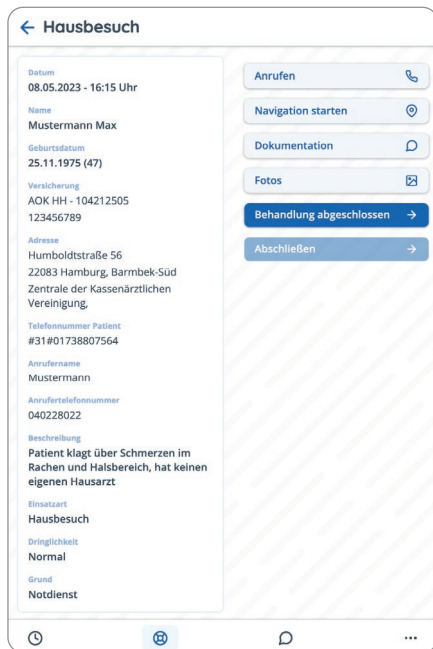 Hausbesuch
Datum
08.05.2023 - 16:15 Uhr
Name
Mustermann Max
Geburtsdatum
25.11.1975 (47)
Versicherung
AOK HH - 104212505
123456789
Adresse
Humboldtstraße 56
22083 Hamburg, Barmbek-Süd
Zentrale der Kassenärztlichen
Vereinigung,
Telefonnummer Patient
#31#01738807564
Anrufername
Mustermann
Anrufertelefonnummer
040228022
Beschreibung
Patient klagt über Schmerzen im
Rachen und Halsbereich, hat keinen
eigenen Hausarzt
Einsatzart
Hausbesuch
Dringlichkeit
Normal
Grund
Notdienst
Anrufen
Navigation starten
Dokumentation
Fotos
Behandlung abgeschlossen
Abschließen